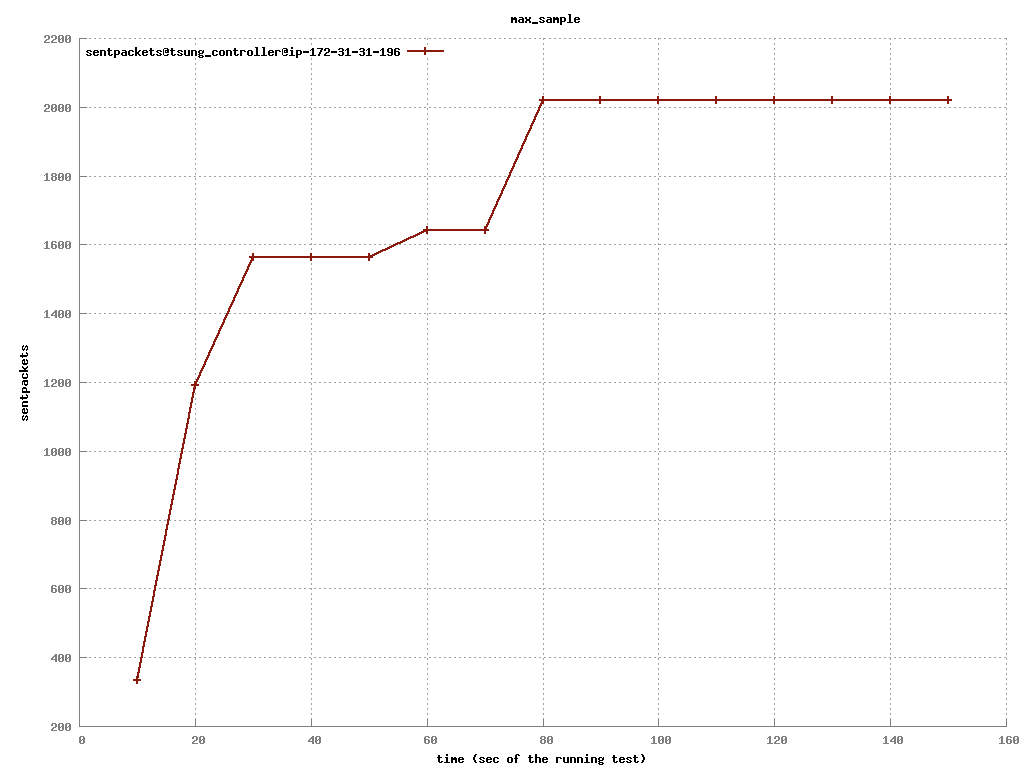 max_sample
sentpackets@tsung_controller@ip-172-31-31-196
2200
2000
1800
1600
1400
1200
1000
800
600
400
200
sentpackets
0 20 40 60 80 100 120 140 160
time (sec of the running test)